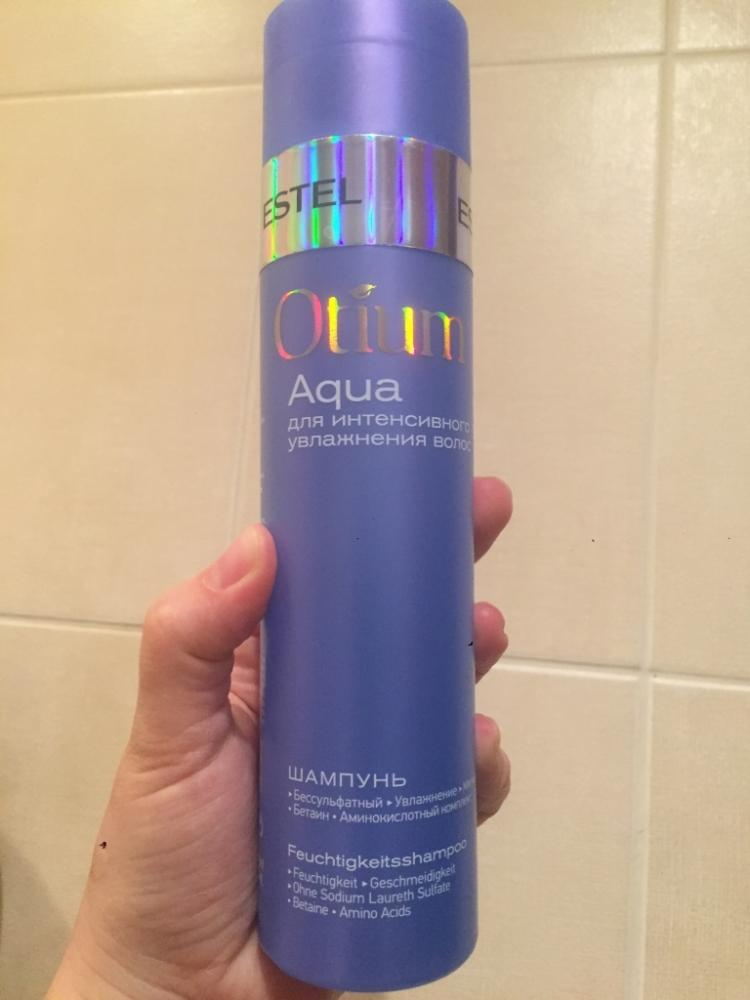 ESTEL
Otium
Aqua
для интенсивного
увлажнения волос
ШАМПУНЬ
▸Бессульфатный ▸ Увлажнение ▸
• Бетаин • Аминокислотный комплекс
Feuchtigkeitsshampoo
▸Feuchtigkeit ▸ Geschmeidigkeit
▸Ohne Sodium Laureth Sulfate
• Betaine • Amino Acids